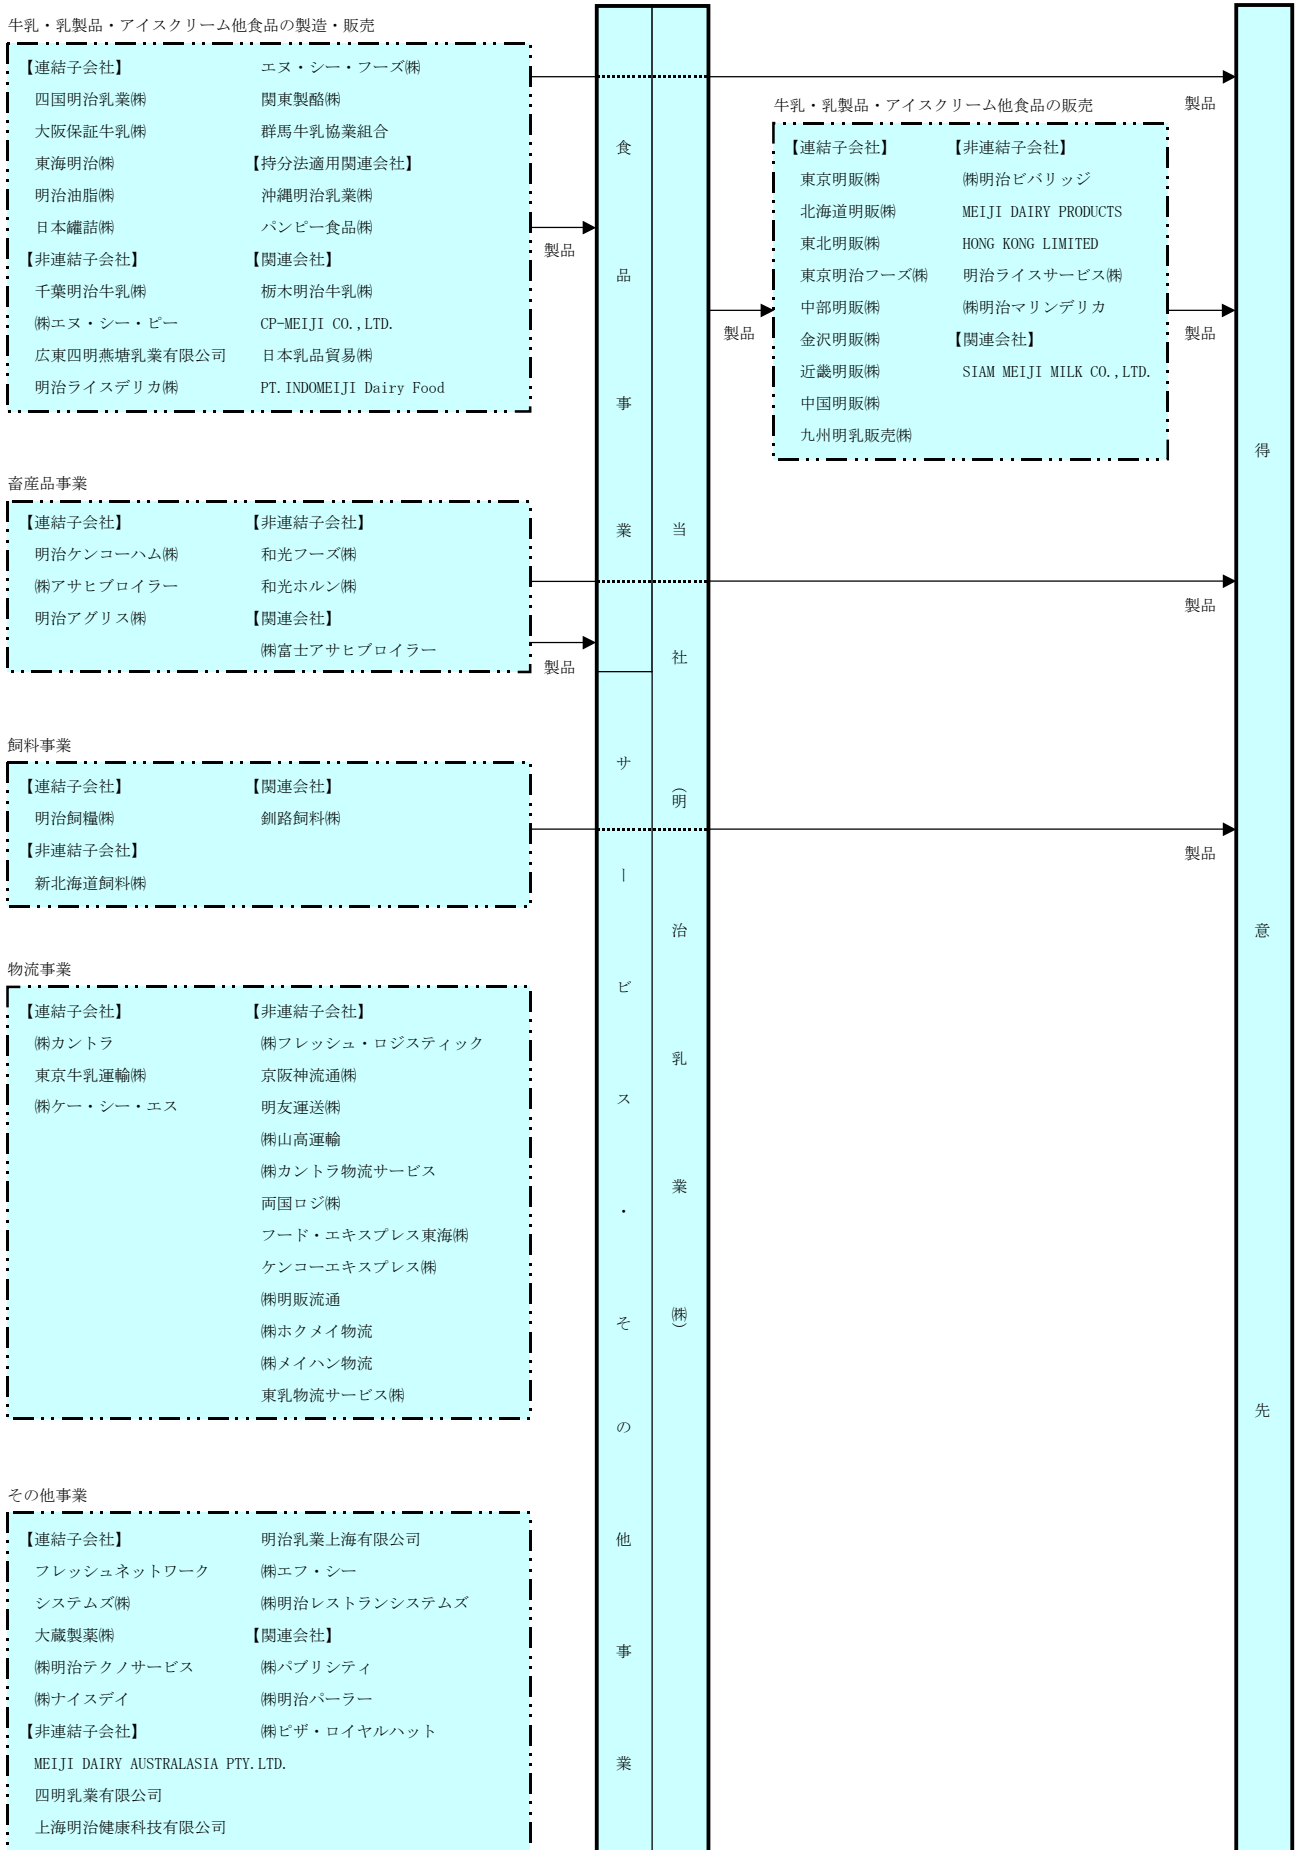 牛乳・乳製品・アイスクリーム他食品の製造・販売
【連結子会社】
四国明治乳業㈱
大阪保証牛乳㈱
東海明治㈱
明治油脂㈱
日本罐詰㈱
【非連結子会社】
千葉明治牛乳㈱
㈱エヌ・シー・ピー
広東四明燕塘乳業有限公司
明治ライスデリカ㈱
エヌ・シー・フーズ㈱
関東製酪㈱
群馬牛乳協業組合
【持分法適用関連会社】
沖縄明治乳業㈱
パンピー食品㈱
【関連会社】
栃木明治牛乳㈱
CP-MEIJI CO.,LTD.
日本乳品貿易㈱
PT.INDOMEIJI Dairy Food
製品
製品
牛乳・乳製品・アイスクリーム他食品の販売
【連結子会社】
東京明販㈱
北海道明販㈱
東北明販㈱
東京明治フーズ㈱
中部明販㈱
金沢明販㈱
近畿明販㈱
中国明販㈱
九州明乳販売㈱
【非連結子会社】
㈱明治ビバリッジ
MEIJI DAIRY PRODUCTS
HONG KONG LIMITED
明治ライスサービス㈱
㈱明治マリンデリカ
【関連会社】
SIAM MEIJI MILK CO.,LTD.
製品
製品
畜産品事業
【連結子会社】
明治ケンコーハム㈱
㈱アサヒブロイラー
明治アグリス㈱
【非連結子会社】
和光フーズ㈱
和光ホルン㈱
【関連会社】
㈱富士アサヒブロイラー
製品
製品
飼料事業
【連結子会社】
明治飼糧㈱
【非連結子会社】
新北海道飼料㈱
【関連会社】
釧路飼料㈱
製品
物流事業
【連結子会社】
㈱カントラ
東京牛乳運輸㈱
㈱ケー・シー・エス
【非連結子会社】
㈱フレッシュ・ロジスティック
京阪神流通㈱
明友運送㈱
㈱山高運輸
㈱カントラ物流サービス
両国ロジ㈱
フード・エキスプレス東海㈱
ケンコーエキスプレス㈱
㈱明販流通
㈱ホクメイ物流
㈱メイハン物流
東乳物流サービス㈱
その他事業
【連結子会社】
フレッシュネットワーク
システムズ㈱
大蔵製薬㈱
㈱明治テクノサービス
㈱ナイスデイ
【非連結子会社】
MEIJI DAIRY AUSTRALASIA PTY.LTD.
四明乳業有限公司
上海明治健康科技有限公司
明治乳業上海有限公司
㈱エフ・シー
㈱明治レストランシステムズ
【関連会社】
㈱パブリシティ
㈱明治パーラー
㈱ピザ・ロイヤルハット
食品事業
サービス・その他事業
当社（明治乳業㈱）
得意先